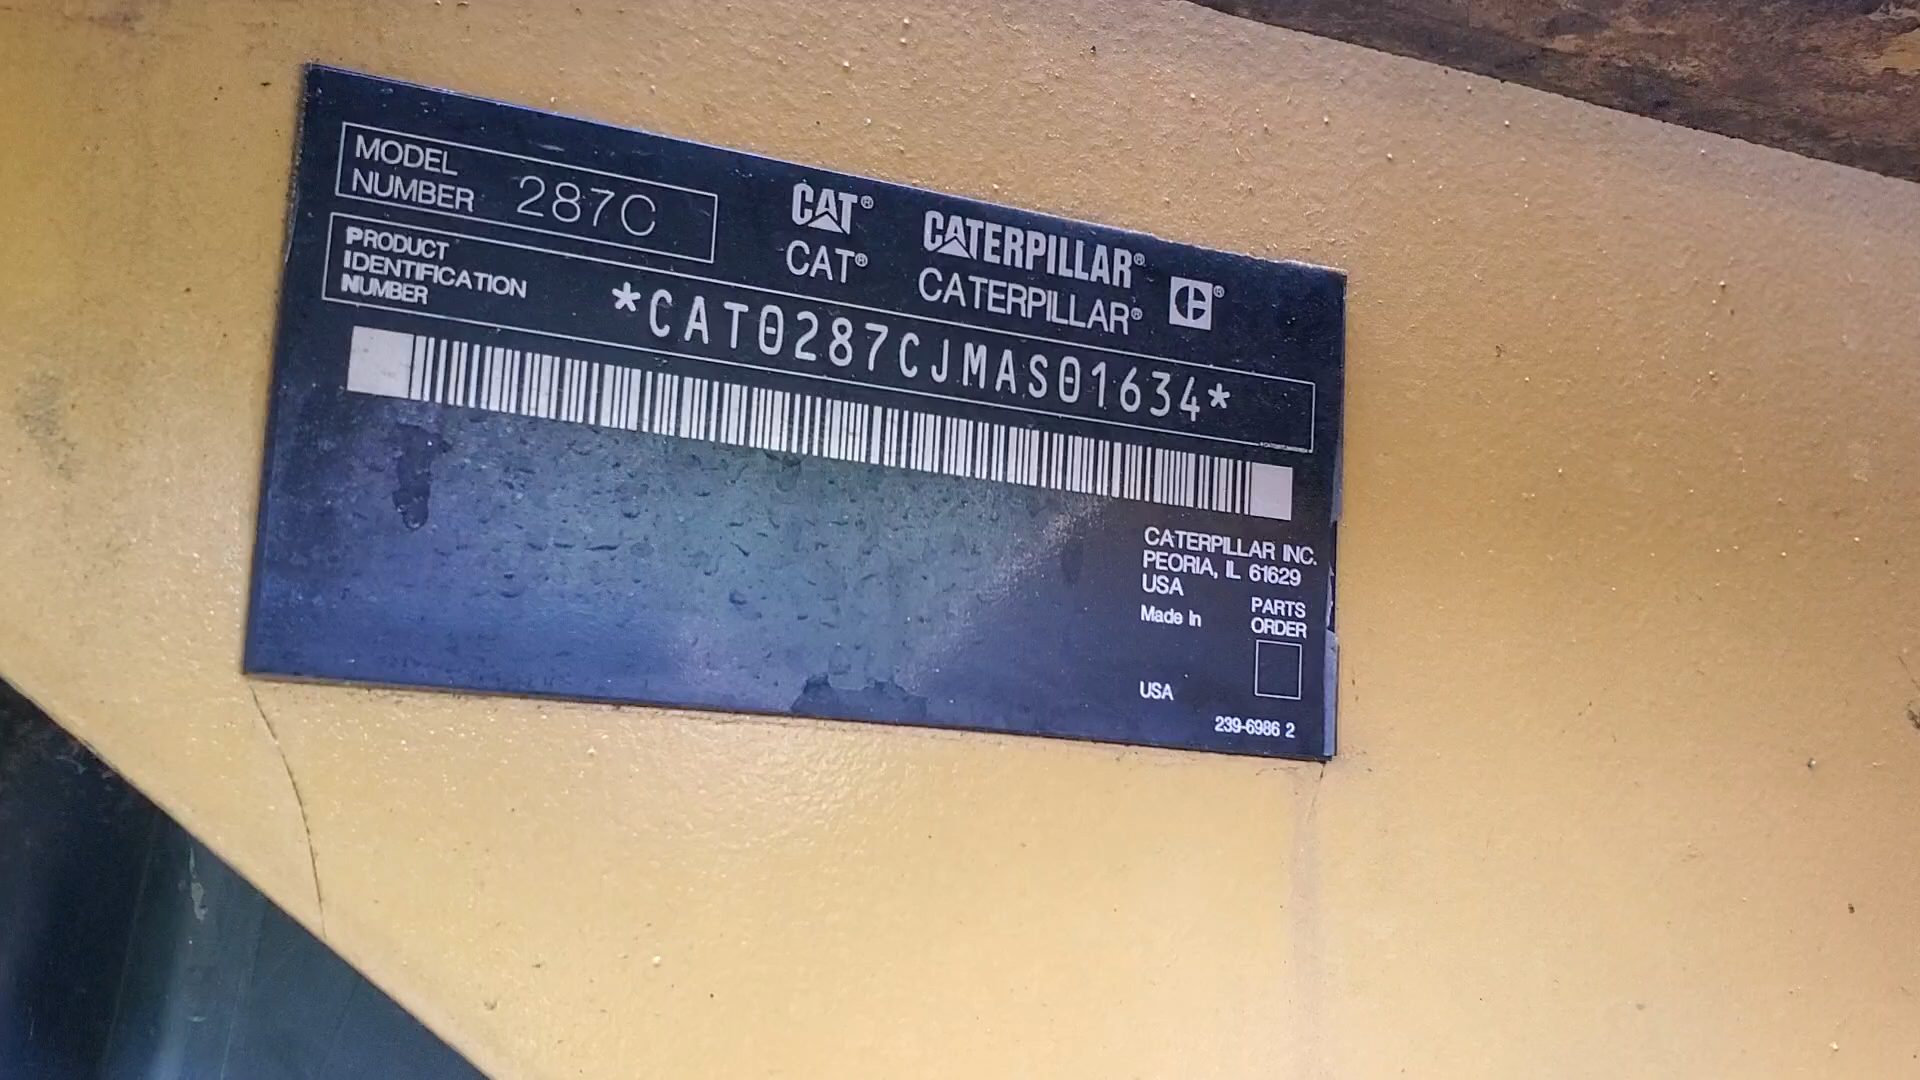 MODEL
NUMBER 287C
CAT®
CAT®
CATERPILLAR®
CATERPILLAR®
PRODUCT
IDENTIFICATION
NUMBER
*CAT0287CJMAS01634*
CATERPILLAR INC.
PEORIA, IL 61629
USA
Made In
USA
PARTS
ORDER
239-6986 2